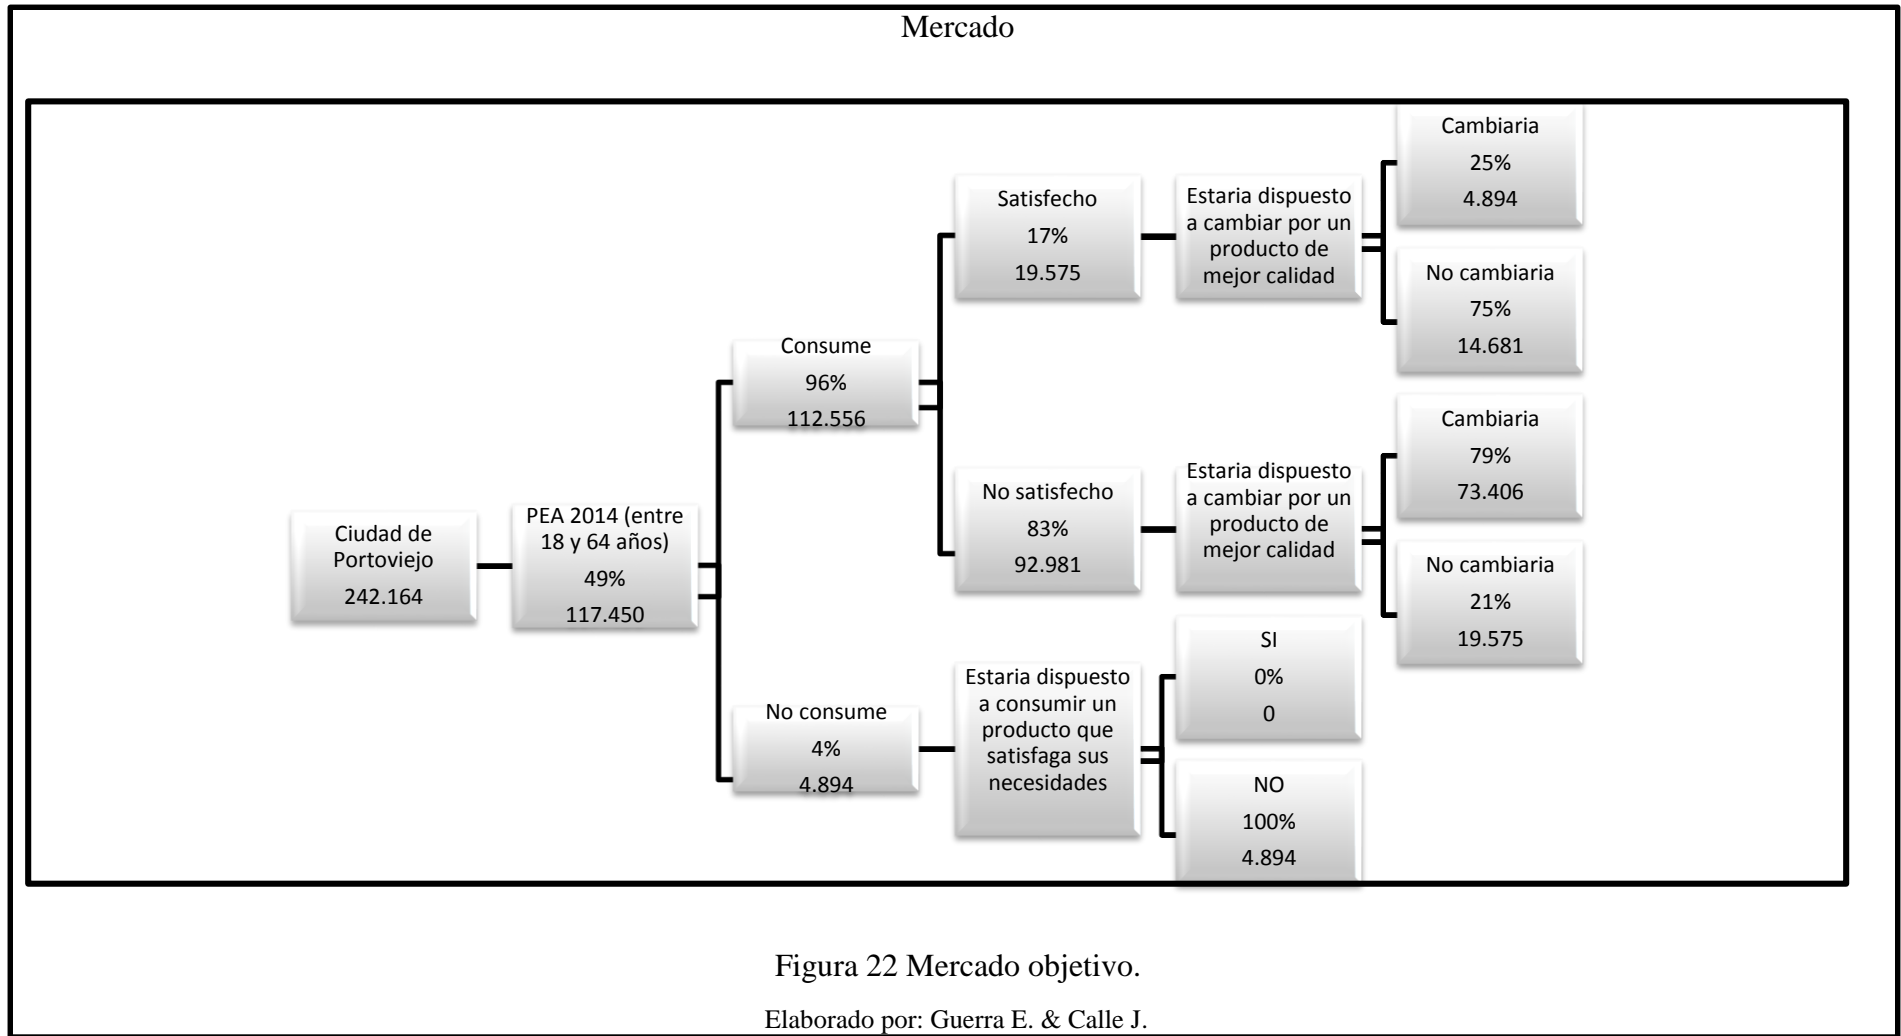 Mercado
Ciudad de
Portoviejo
242.164
PEA 2014 (entre
18 y 64 años)
49%
117.450
Consume
96%
112.556
Satisfecho
17%
19.575
Estaria dispuesto
a cambiar por un
producto de
mejor calidad
Cambiaria
25%
4.894
No cambiaria
75%
14.681
No satisfecho
83%
92.981
Estaria dispuesto
a cambiar por un
producto de
mejor calidad
Cambiaria
79%
73.406
No cambiaria
21%
19.575
No consume
4%
4.894
Estaria dispuesto
a consumir un
producto que
satisfaga sus
necesidades
SI
0%
0
NO
100%
4.894
Figura 22 Mercado objetivo.
Elaborado por: Guerra E. & Calle J.